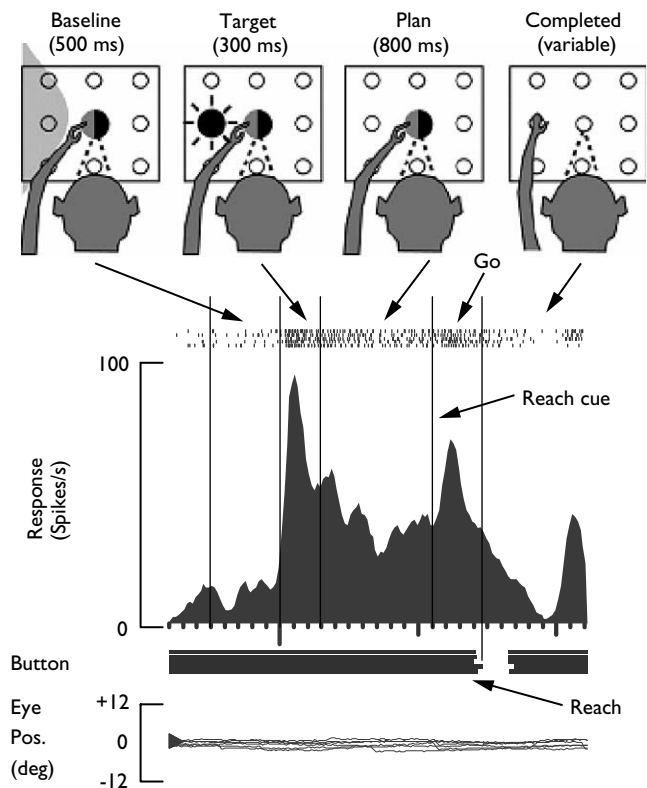 Baseline
(500 ms)
Target
(300 ms)
Plan
(800 ms)
Completed
(variable)
Go
100
Reach cue
Response
(Spikes/s)
0
Button
Reach
Eye
Pos.
(deg)
+12
0
-12